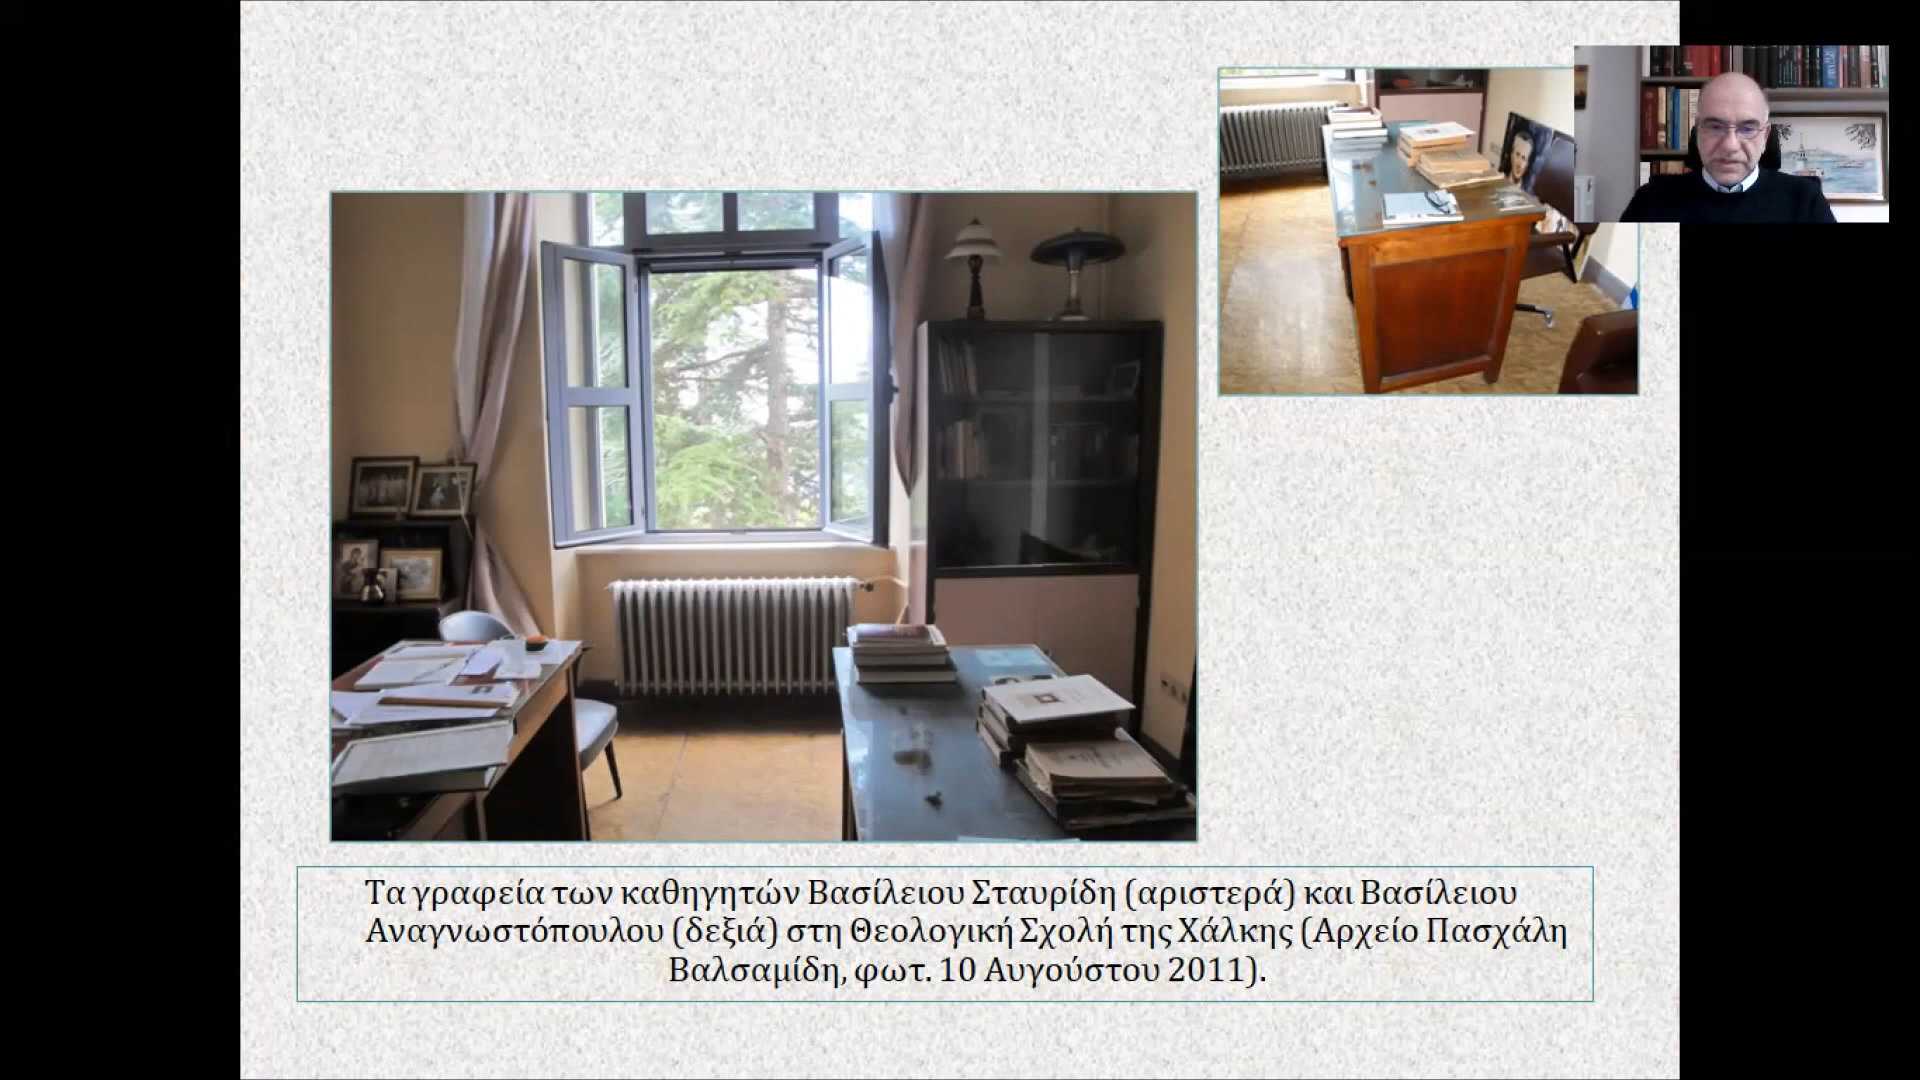 Τα γραφεία των καθηγητών Βασίλειου Σταυρίδη (αριστερά) και Βασίλειου
Αναγνωστόπουλου (δεξιά) στη Θεολογική Σχολή της Χάλκης (Αρχείο Πασχάλη
Βαλσαμίδη, φωτ. 10 Αυγούστου 2011).